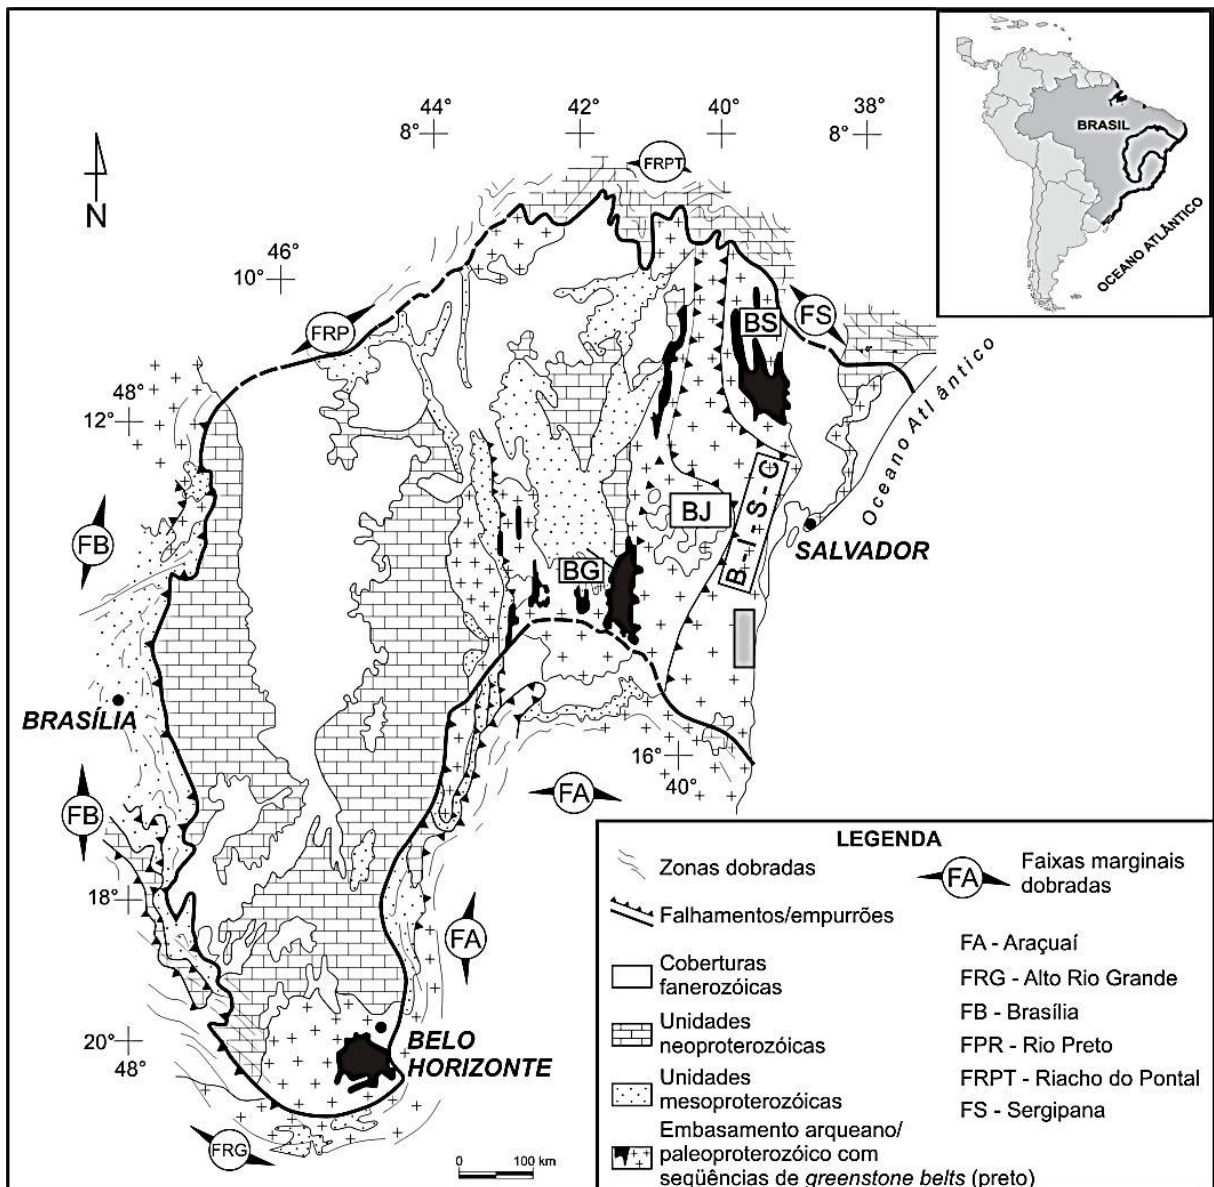 BRASIL
OCEANO ATLÂNTICO
44°
42°
40°
38°
8°
8°
N
FRPT
46°
10°
FRP
BS
FS
48°
12°
Oceano Atlântico
BJ
B-I-S-C
SALVADOR
FB
BG
BRASÍLIA
16°
40°
FA
FB
18°
FA
BELO
HORIZONTE
20°
48°
FRG
0 100 km
LEGENDA
Zonas dobradas
Falhamentos/empurrões
Coberturas
fanerozóicas
Unidades
neoproterozóicas
Unidades
mesoproterozóicas
Embasamento arqueano/
paleoproterozóico com
seqüências de greenstone belts (preto)
FA
Faixas marginais
dobradas
FA - Araçuaí
FRG - Alto Rio Grande
FB - Brasília
FPR - Rio Preto
FRPT - Riacho do Pontal
FS - Sergipana